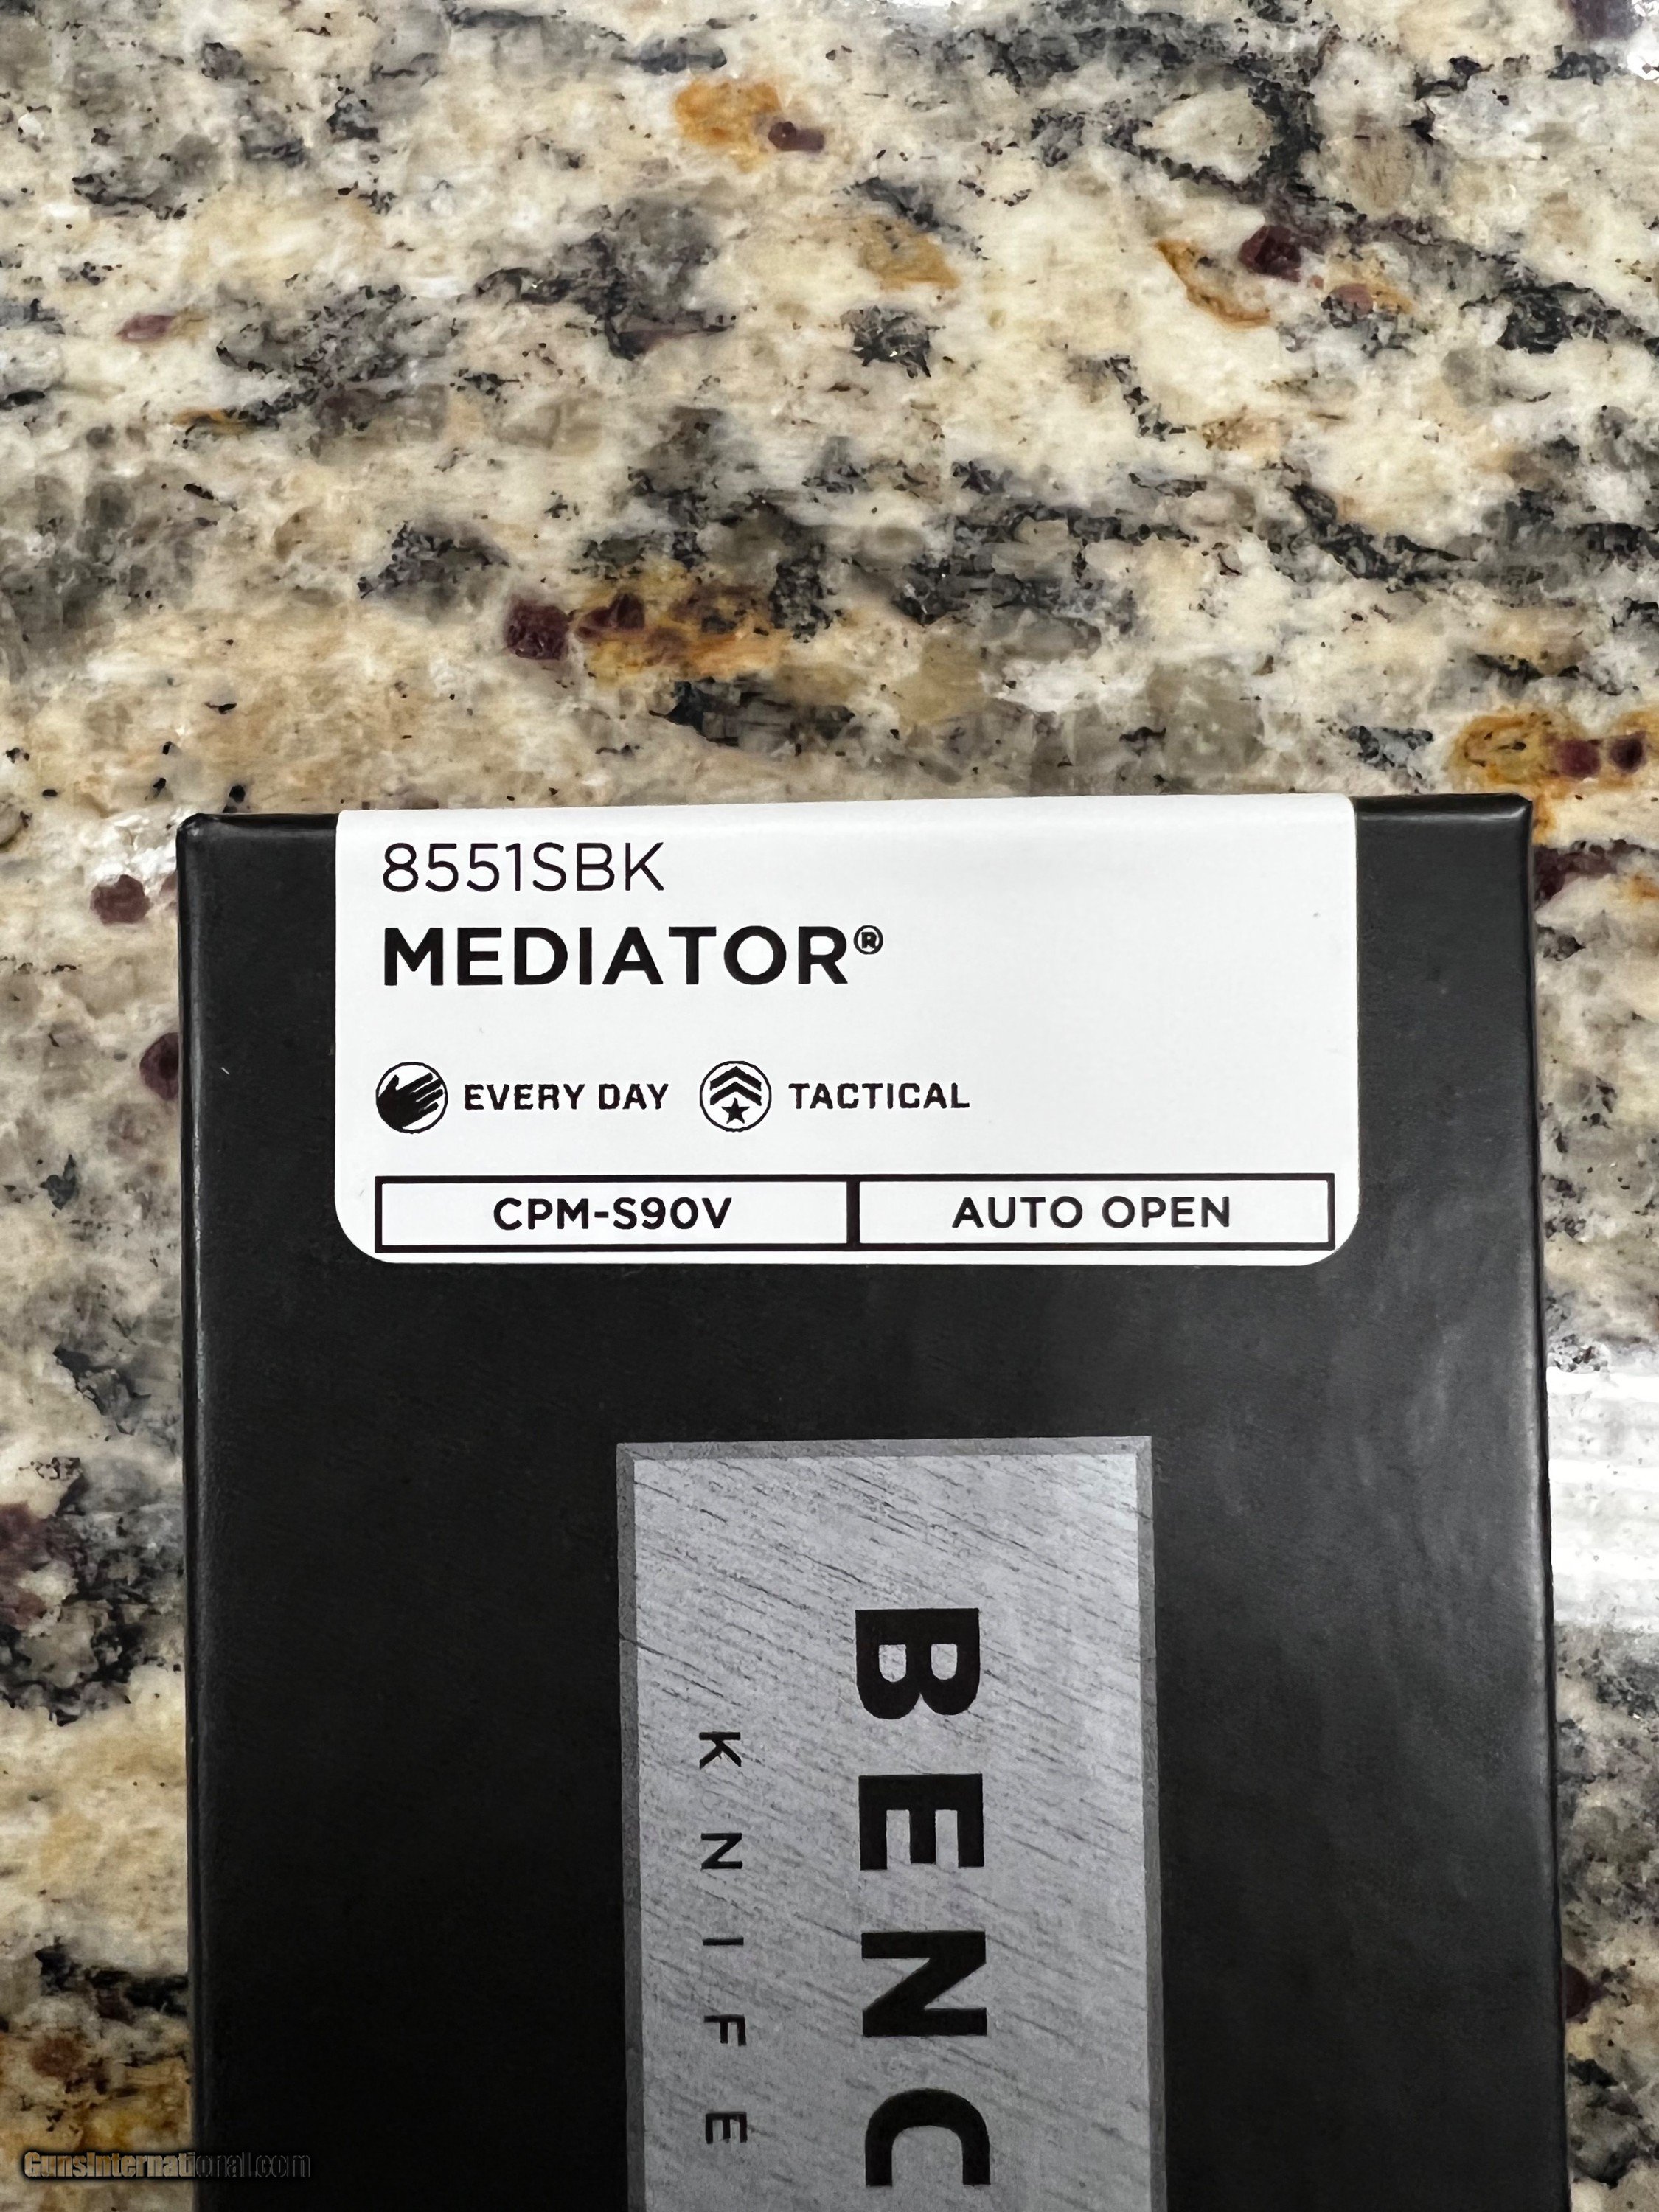 8551SBK
MEDIATOR®
EVERY DAY TACTICAL
CPM-S90V AUTO OPEN
BENC
KNIFE
GunsInternational.com